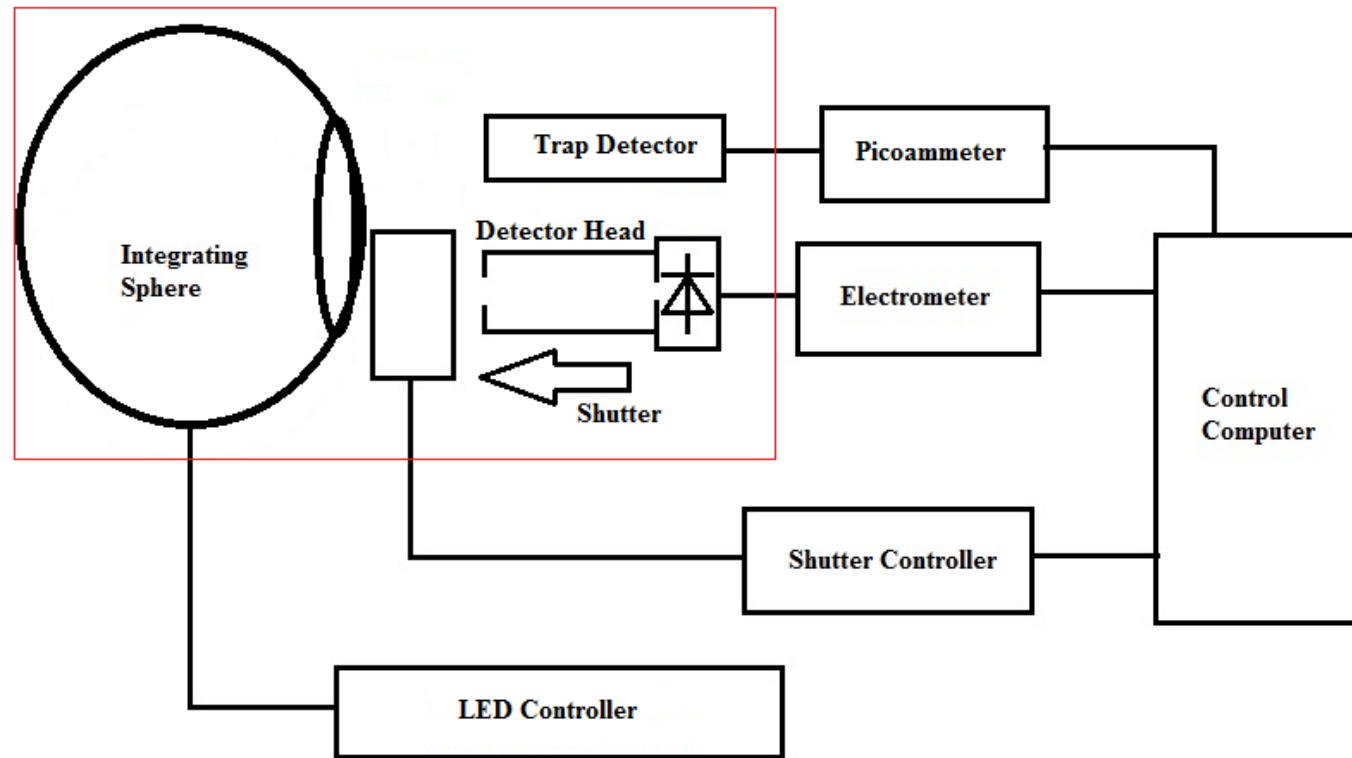 Trap Detector
Picoammeter
Detector Head
Integrating
Sphere
Electrometer
Shutter
Control
Computer
Shutter Controller
LED Controller